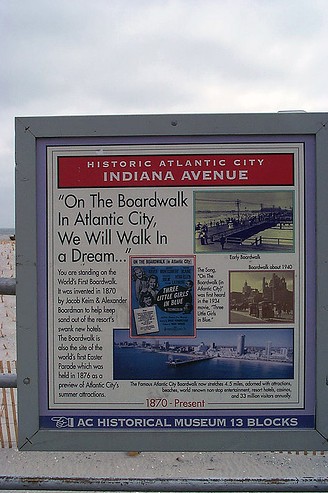 HISTORIC ATLANTIC CITY
INDIANA AVENUE
"On The Boardwalk
In Atlantic City,
We Will Walk In
a Dream..."
Early Boardwalk
You are standing on
the World's First Boardwalk.
It was invented in 1870
by Jacob Keim & Alexander
Boardman to help keep
sand out of the resort's
swank new hotels.
The Boardwalk is
also the site of the
world's first Easter
Parade which was
held in 1876 as a
preview of Atlantic City's
summer attractions.
ON THE BOARDWALK (in Atlantic City)
THREE
LITTLE GIRLS
IN BLUE
The Song,
"On The
Boardwalk (in
Atlantic City)"
was first heard
in the 1954
movie, "Three
Little Girls
in Blue."
Boardwalk about 1940
The Famous Atlantic City Boardwalk now stretches 4.5 miles, adorned with attractions,
beaches, world renown non-stop entertainment, resort hotels, casinos,
and 33 million visitors annually.
1870 - Present
AC HISTORICAL MUSEUM 13 BLOCKS